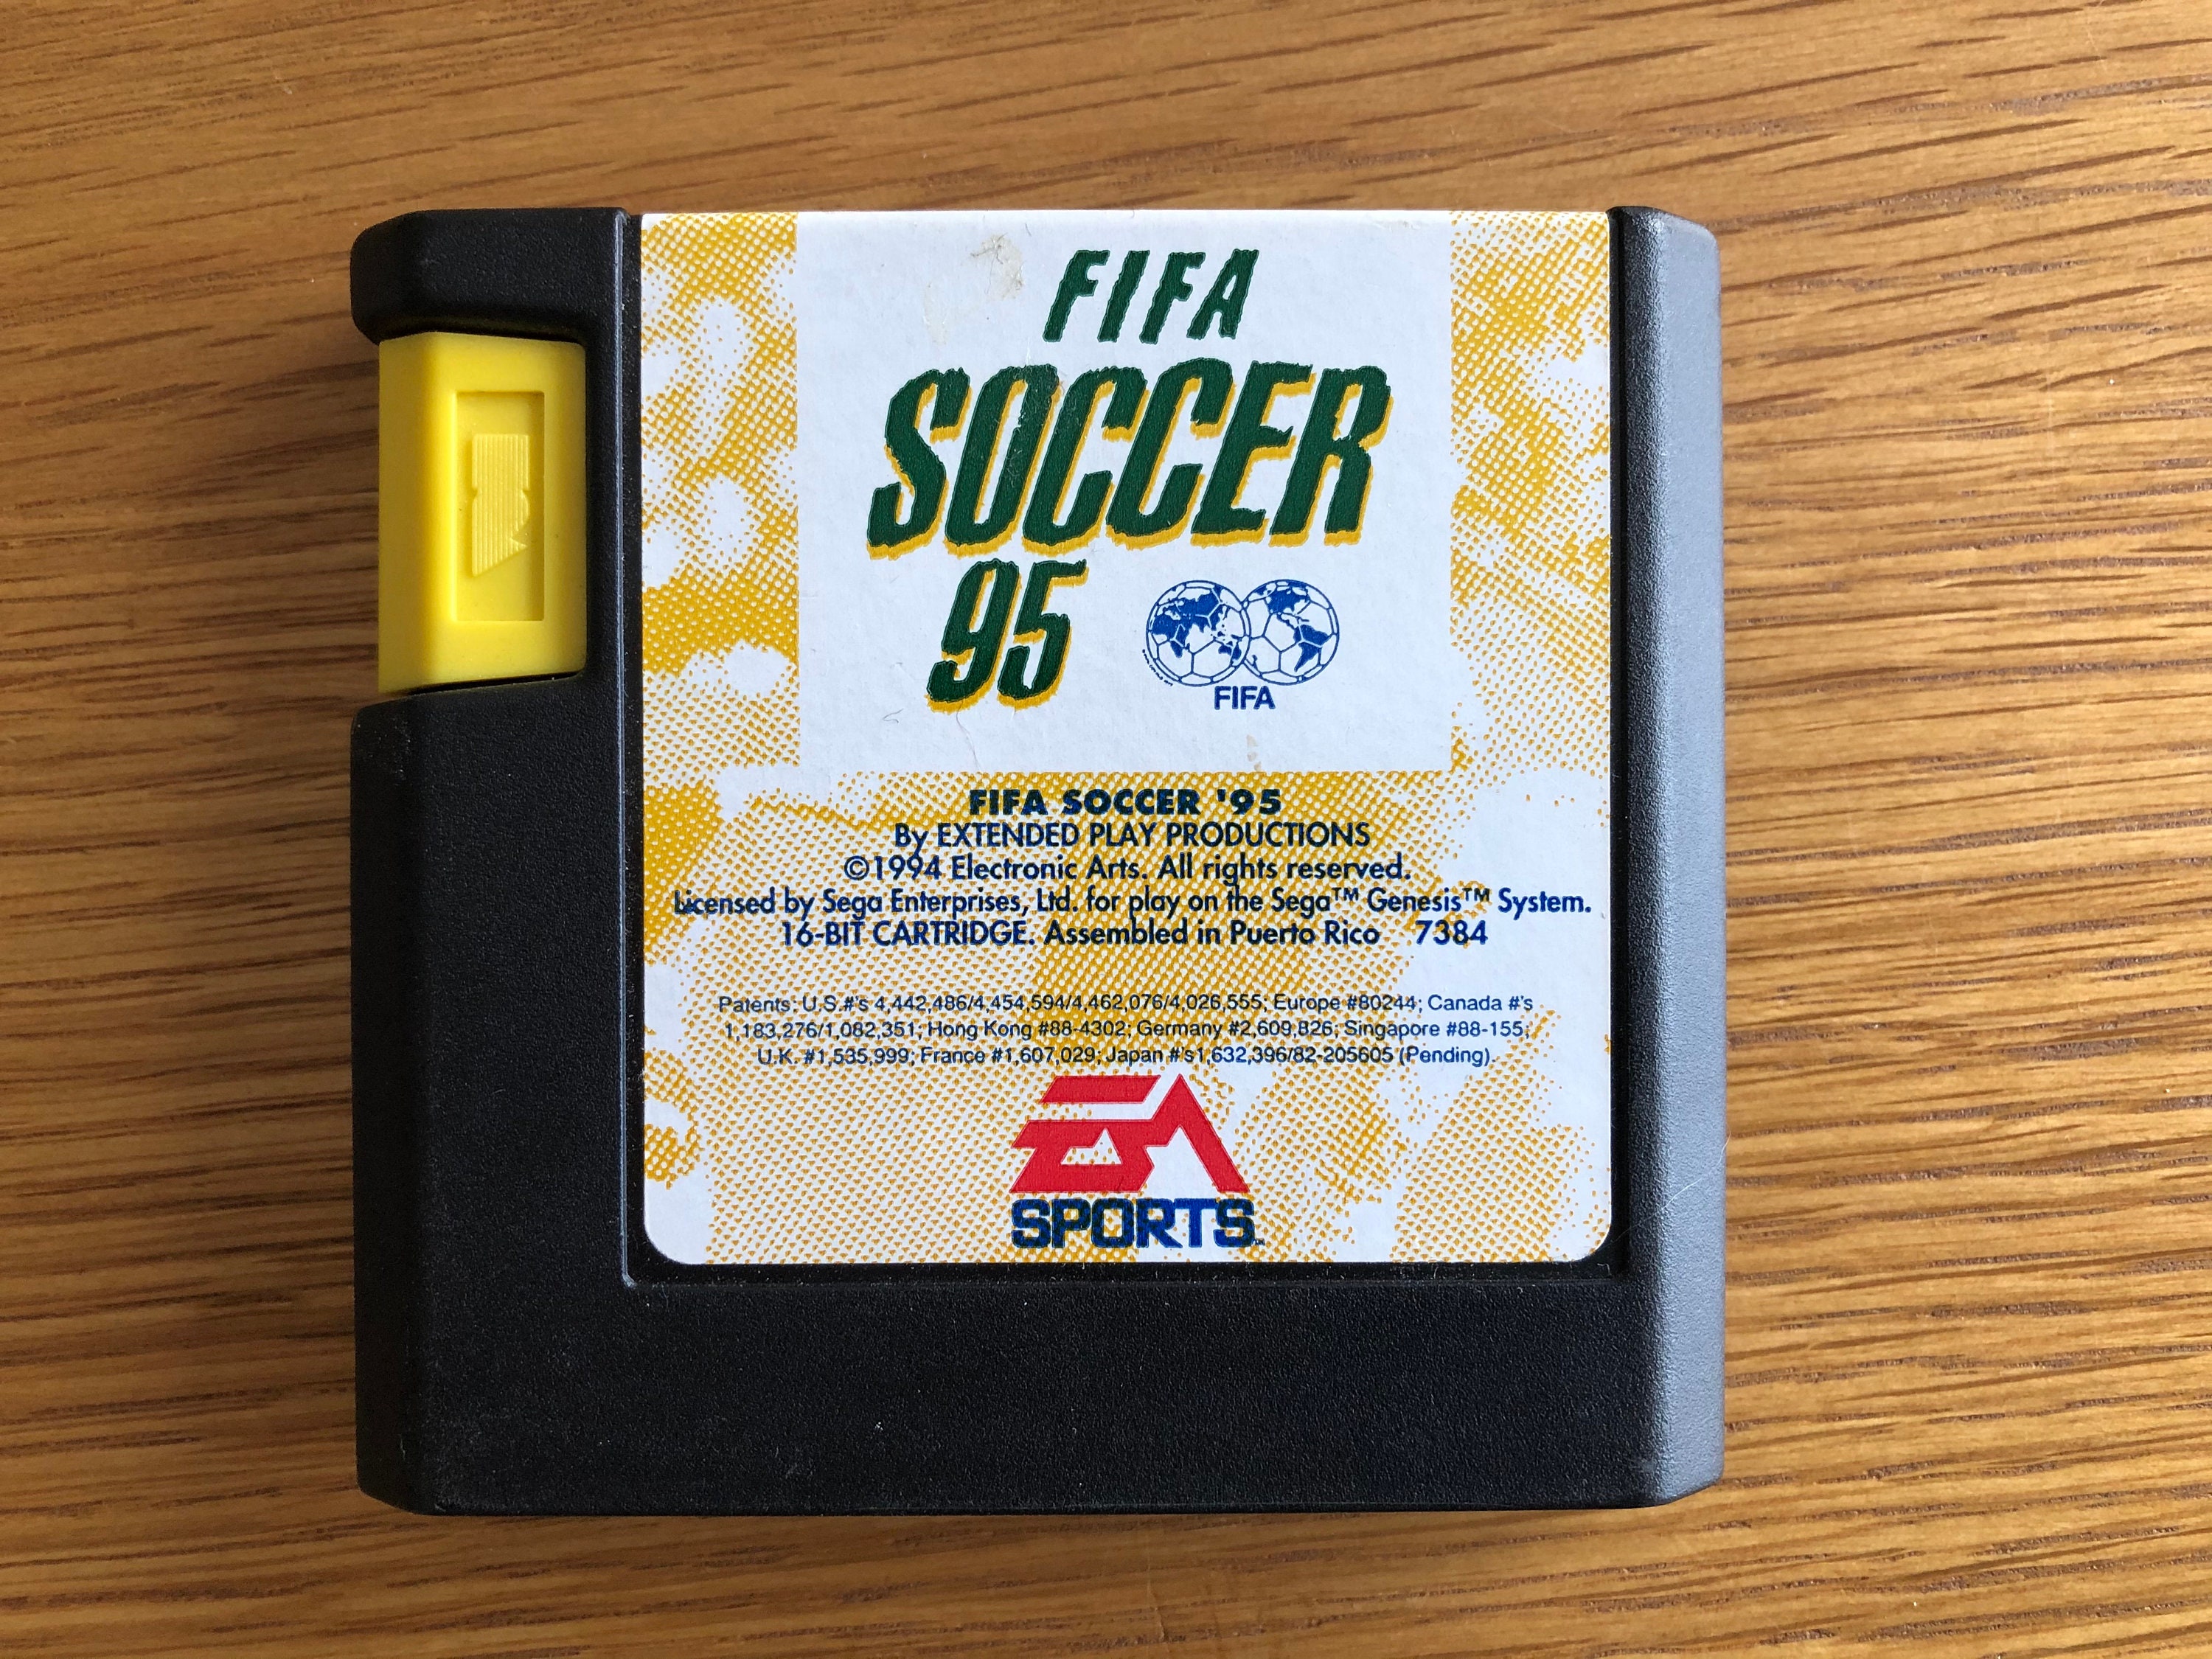 FIFA
SOCCER
95
FIFA
FIFA SOCCER '95
By EXTENDED PLAY PRODUCTIONS
©1994 Electronic Arts. All rights reserved.
Licensed by Sega Enterprises, Ltd. for play on the Sega™ Genesis™ System.
16-BIT CARTRIDGE. Assembled in Puerto Rico 7384
Patents: U.S.#'s 4,442,486/4,454,594/4,462,076/4,026,555; Europe #80244; Canada #'s
1,183,276/1,082,351; Hong Kong #88-4302; Germany #2,609,826; Singapore #88-155;
U.K. #1,535,999; France #1,607,029; Japan #'s1,632,396/82-205605 (Pending).
EA
SPORTS™